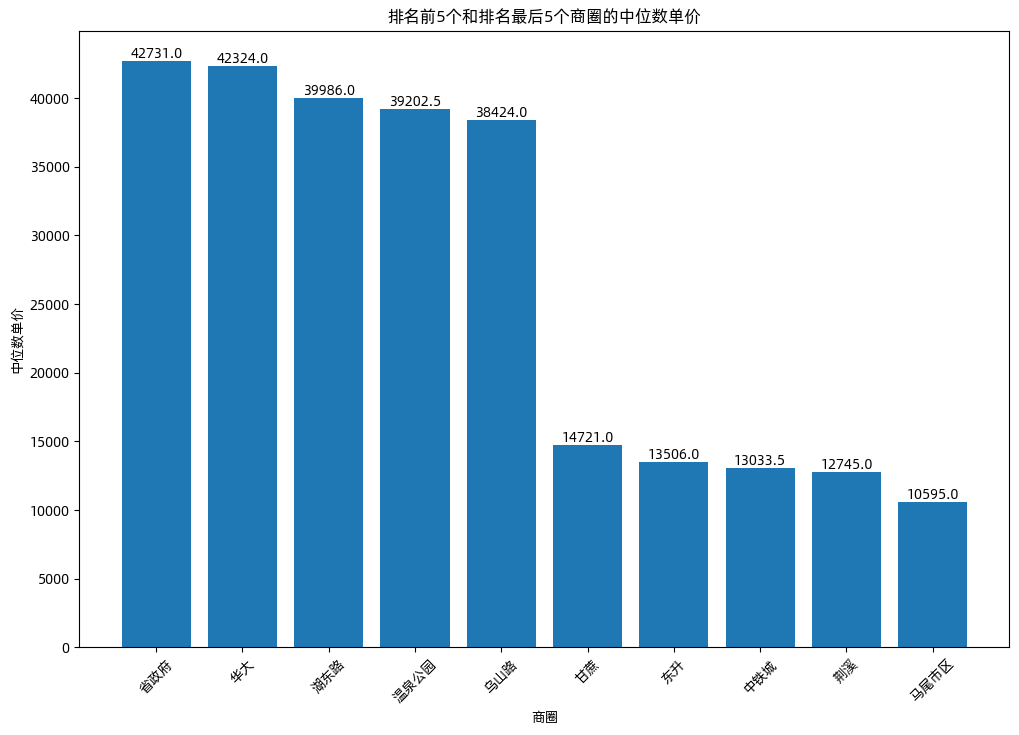 排名前5个和排名最后5个商圈的中位数单价
中位数单价
40000
35000
30000
25000
20000
15000
10000
5000
0
42731.0
42324.0
39986.0
39202.5
38424.0
14721.0
13506.0
13033.5
12745.0
10595.0
省政府
华大
湖东路
温泉公园
乌山路
甘蔗
东升
中铁城
荆溪
马尾市区
商圈